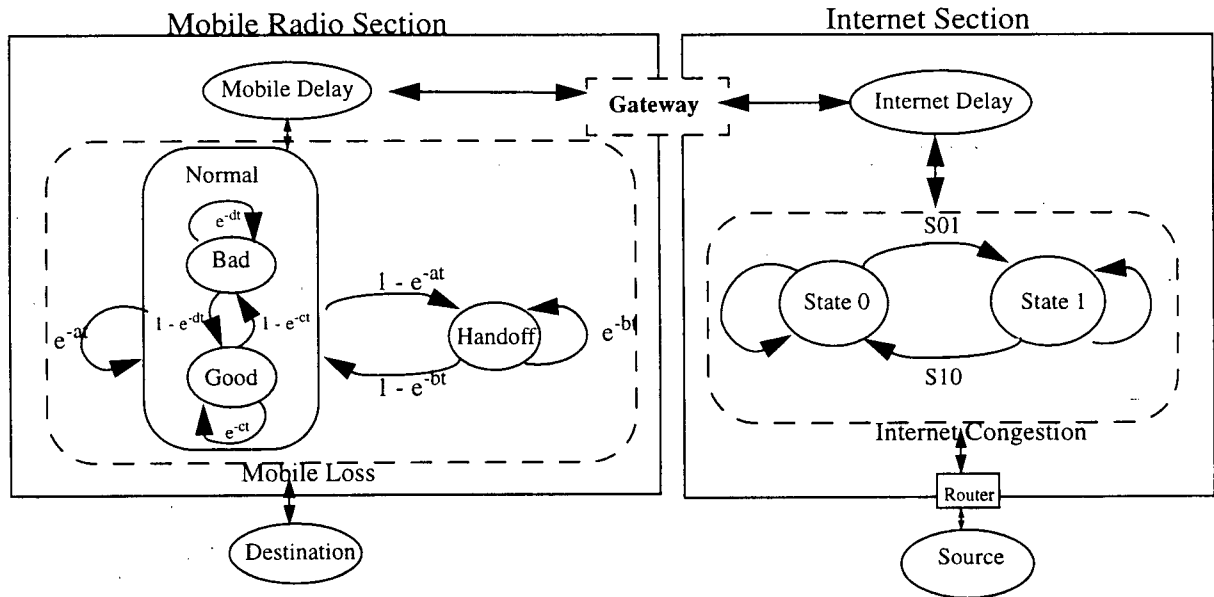 Mobile Radio Section
Internet Section
Mobile Delay
Gateway
Internet Delay
Normal
e-dt
Bad
1 - e-dt
1 - e-ct
Good
e-ct
e-at
1 - e-at
Handoff
e-bt
1 - e-bt
Mobile Loss
Destination
S01
State 0
State 1
S10
Internet Congestion
Router
Source